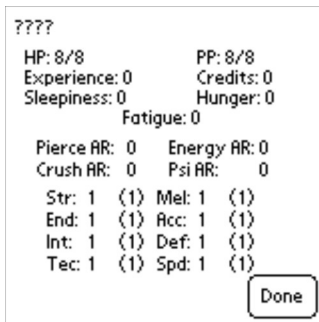 ????
HP: 8/8 PP: 8/8
Experience: 0 Credits: 0
Sleepiness: 0 Hunger: 0
Fatigue: 0
Pierce AR: 0 Energy AR: 0
Crush AR: 0 Psi AR: 0
Str: 1 (1) Mel: 1 (1)
End: 1 (1) Acc: 1 (1)
Int: 1 (1) Def: 1 (1)
Tec: 1 (1) Spd: 1 (1)
Done